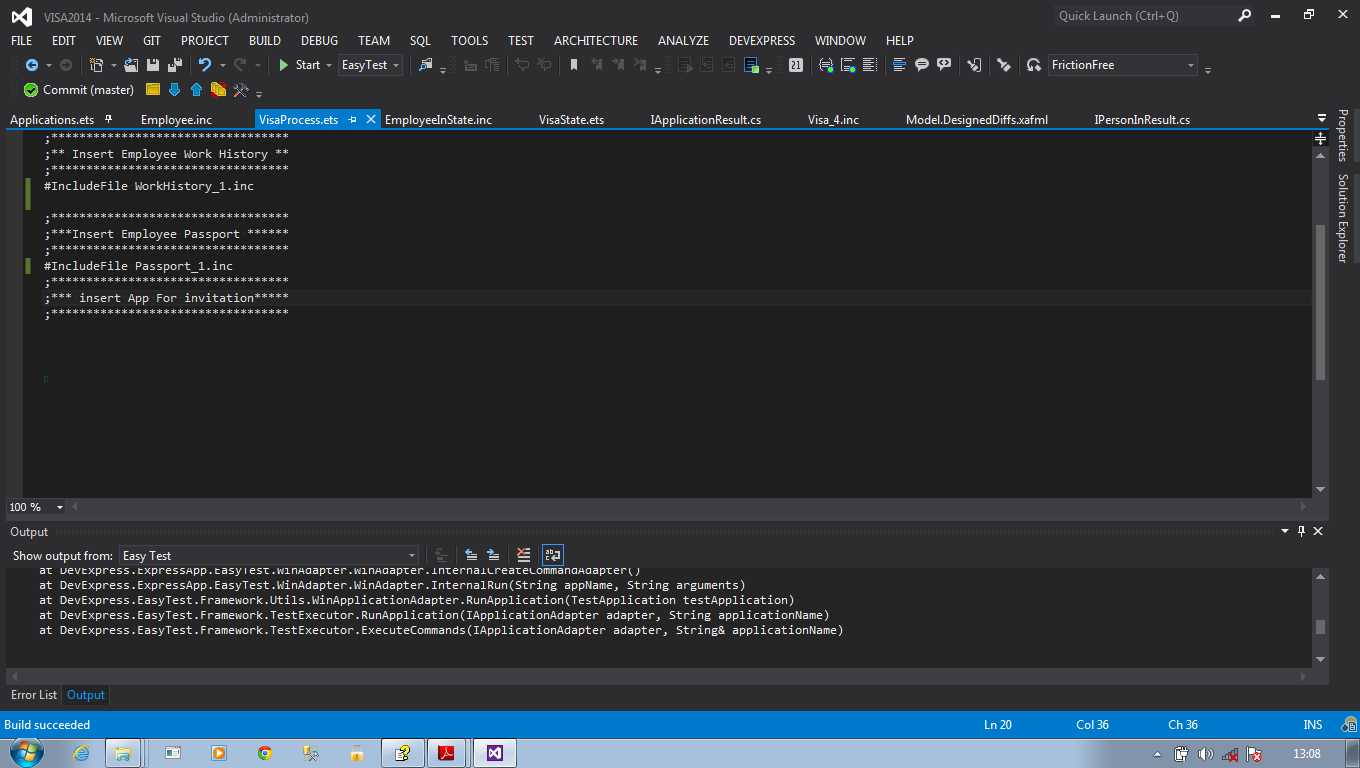 VISA2014 - Microsoft Visual Studio (Administrator)
Quick Launch (Ctrl+Q)
FILE EDIT VIEW GIT PROJECT BUILD DEBUG TEAM SQL TOOLS TEST ARCHITECTURE ANALYZE DEVEXPRESS WINDOW HELP
Start EasyTest 21 FrictionFree
Commit (master)
Applications.ets Employee.inc VisaProcess.ets EmployeeInState.inc VisaState.ets IApplicationResult.cs Visa_4.inc Model.DesignedDiffs.xafml IPersonInResult.cs
Properties
Solution Explorer
;**********************************
;** Insert Employee Work History **
;**********************************
#IncludeFile WorkHistory_1.inc
;**********************************
;***Insert Employee Passport ******
;**********************************
#IncludeFile Passport_1.inc
;**********************************
;*** insert App For invitation*****
;**********************************
100 %
Output
Show output from: Easy Test
at DevExpress.ExpressApp.EasyTest.WinAdapter.WinAdapter.InternalCreateCommandAdapter()
at DevExpress.ExpressApp.EasyTest.WinAdapter.WinAdapter.InternalRun(String appName, String arguments)
at DevExpress.EasyTest.Framework.Utils.WinApplicationAdapter.RunApplication(TestApplication testApplication)
at DevExpress.EasyTest.Framework.TestExecutor.RunApplication(IApplicationAdapter adapter, String applicationName)
at DevExpress.EasyTest.Framework.TestExecutor.ExecuteCommands(IApplicationAdapter adapter, String& applicationName)
Error List Output
Build succeeded Ln 20 Col 36 Ch 36 INS
13:08